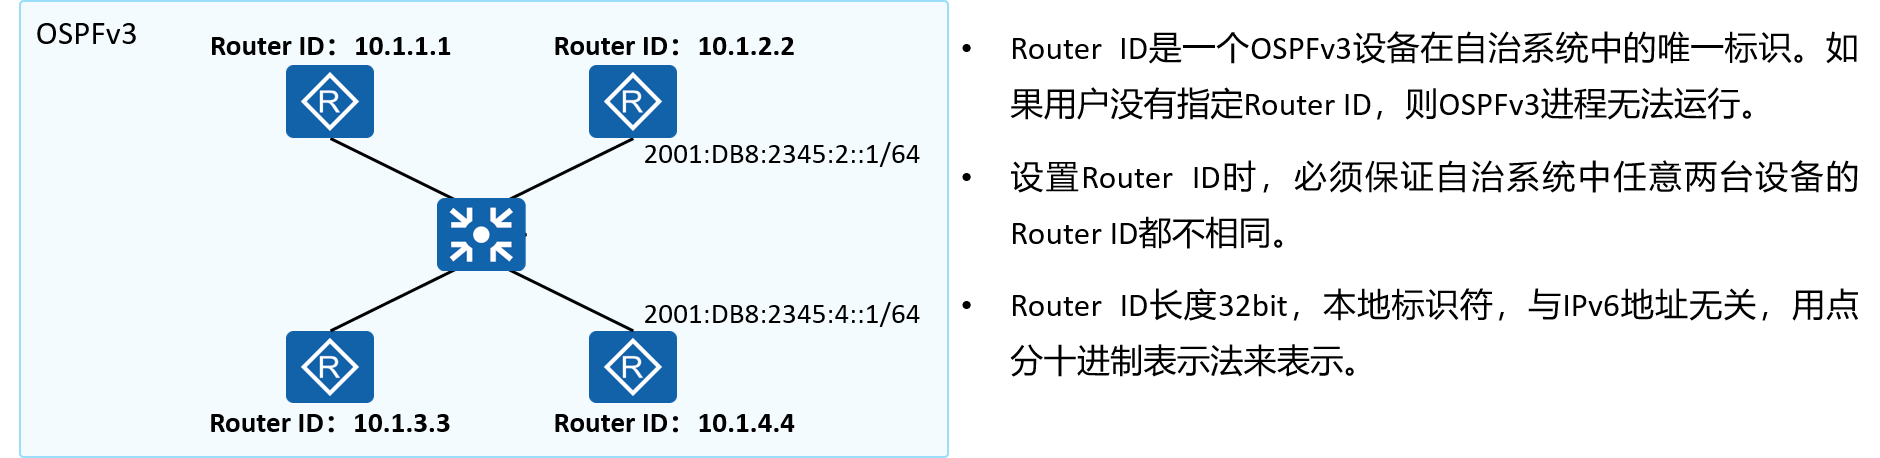 OSPFv3
Router ID：10.1.1.1
Router ID：10.1.2.2
R
R
2001:DB8:2345:2::1/64
2001:DB8:2345:4::1/64
R
R
Router ID：10.1.3.3
Router ID：10.1.4.4
• Router ID是一个OSPFv3设备在自治系统中的唯一标识。如
果用户没有指定Router ID，则OSPFv3进程无法运行。
• 设置Router ID时，必须保证自治系统中任意两台设备的
Router ID都不相同。
• Router ID长度32bit，本地标识符，与IPv6地址无关，用点
分十进制表示法来表示。